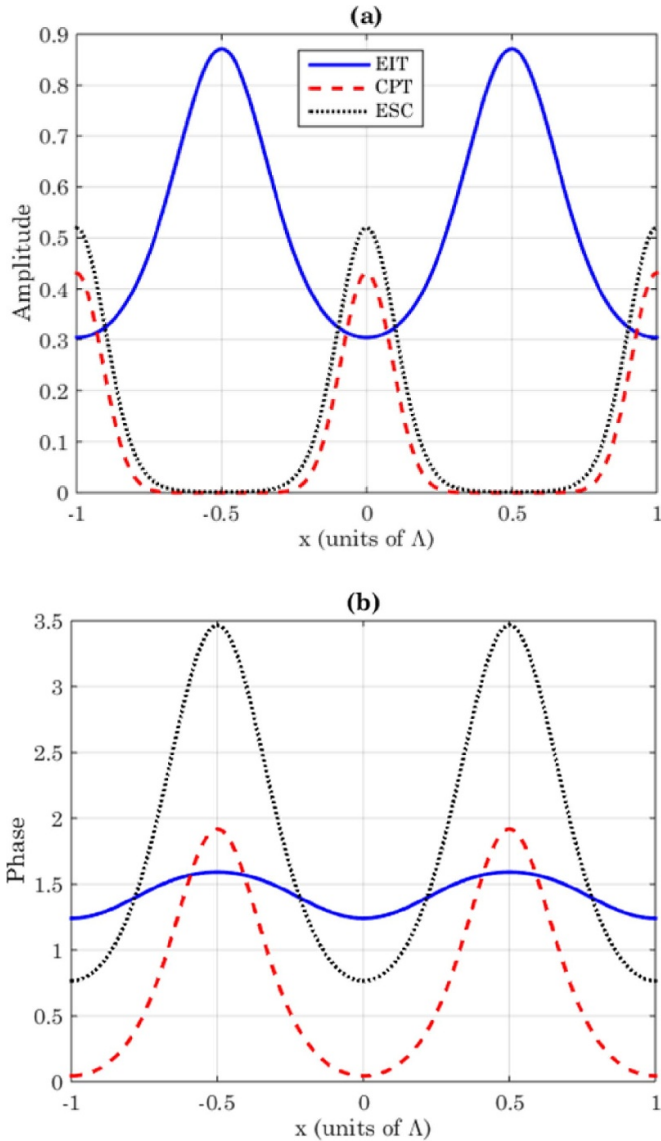 (a)
0.9
0.8
0.7
0.6
0.5
0.4
0.3
0.2
0.1
0
Amplitude
EIT
CPT
ESC
-1 -0.5 0 0.5 1
x (units of Λ)
(b)
3.5
3
2.5
2
1.5
1
0.5
0
Phase
-1 -0.5 0 0.5 1
x (units of Λ)